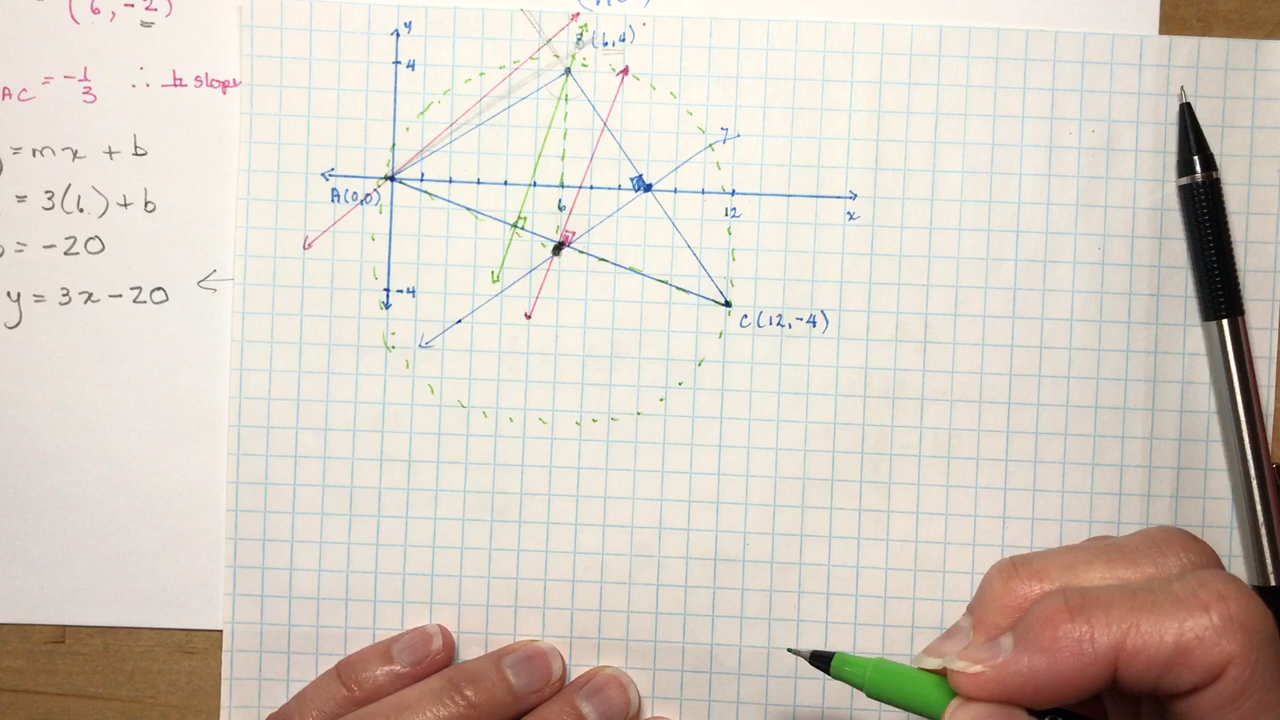 (6, -2)
AC = -1/3 ∴ ⊥ slope
= mx + b
= 3(6) + b
= -20
y = 3x - 20
y
4
B (6,4)
A(0,0)
6
12
x
-4
C(12,-4)